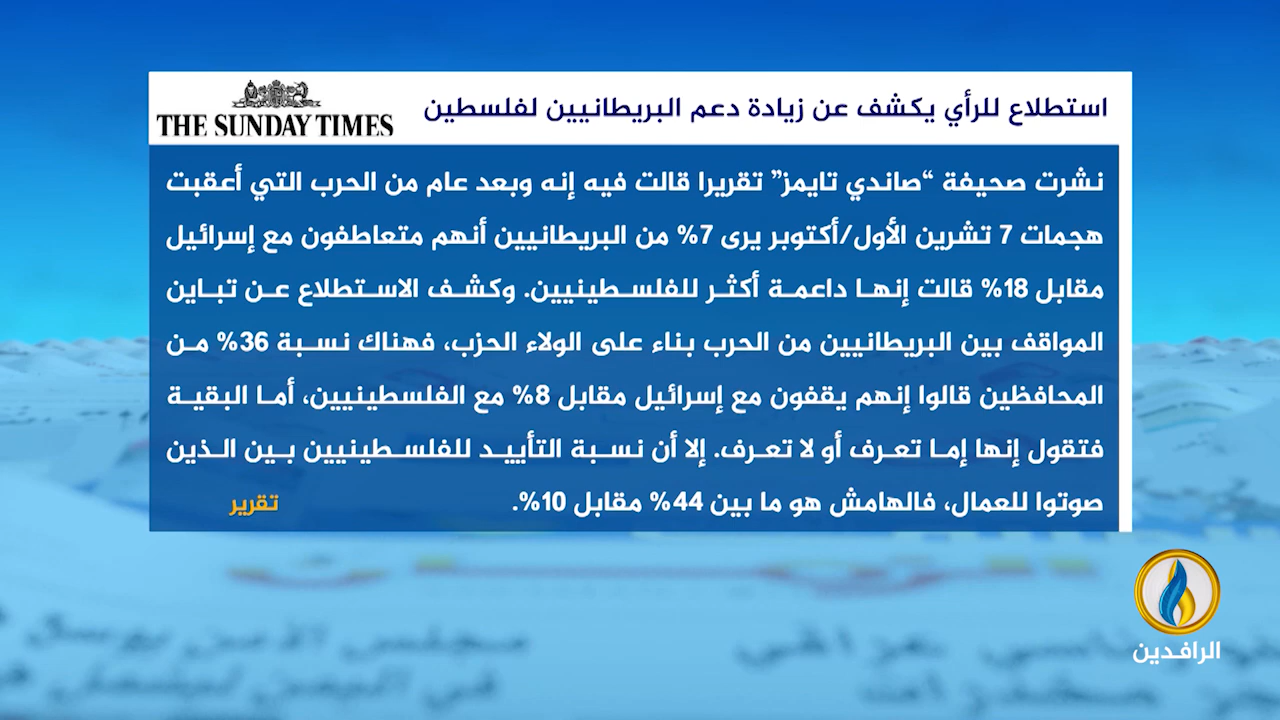 استطلاع للرأي يكشف عن زيادة دعم البريطانيين لفلسطين
THE SUNDAY TIMES
نشرت صحيفة “صاندي تايمز” تقريرا قالت فيه إنه وبعد عام من الحرب التي أعقبت
هجمات 7 تشرين الأول/أكتوبر يرى 7% من البريطانيين أنهم متعاطفون مع إسرائيل
مقابل 18% قالت إنها داعمة أكثر للفلسطينيين. وكشف الاستطلاع عن تباين
المواقف بين البريطانيين من الحرب بناء على الولاء الحزب، فهناك نسبة 36% من
المحافظين قالوا إنهم يقفون مع إسرائيل مقابل 8% مع الفلسطينيين، أما البقية
فتقول إنها إما تعرف أو لا تعرف. إلا أن نسبة التأييد للفلسطينيين بين الذين
صوتوا للعمال، فالهامش هو ما بين 44% مقابل 10%.
تقرير
الرافدين
مجلس الأمن
في اليمن